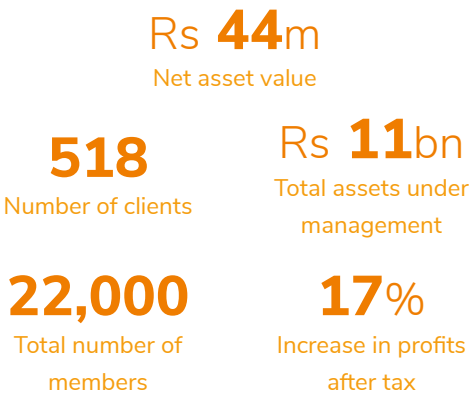 Rs 44m
Net asset value
518
Number of clients
Rs 11bn
Total assets under
management
22,000
Total number of
members
17%
Increase in profits
after tax